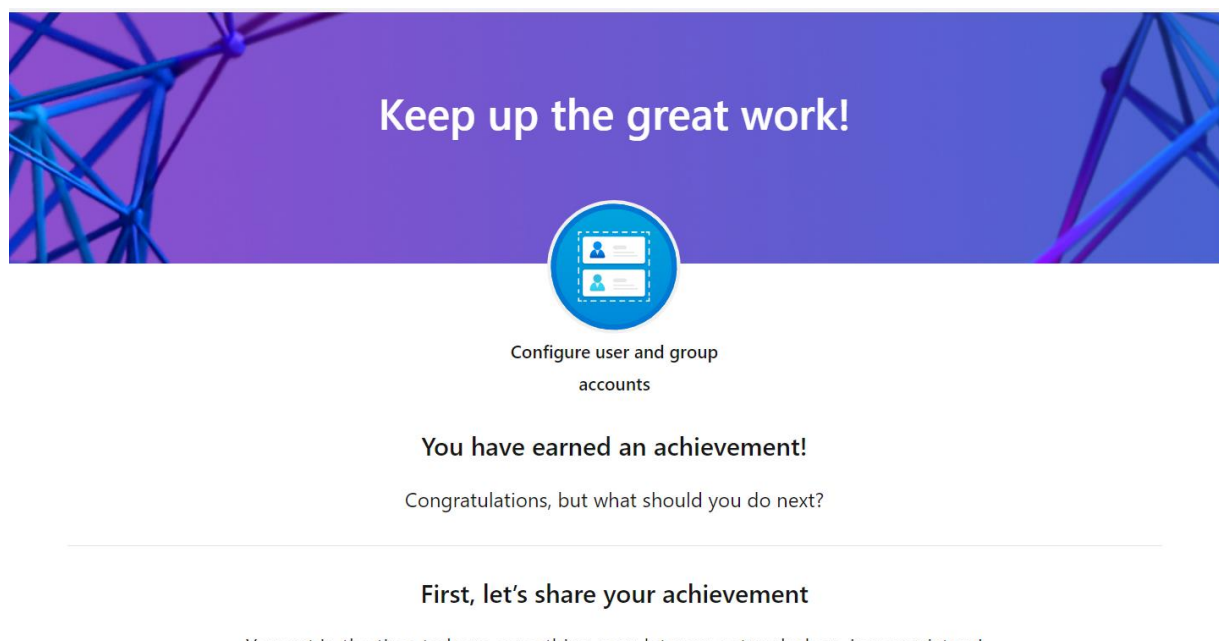 Keep up the great work!
Configure user and group
accounts
You have earned an achievement!
Congratulations, but what should you do next?
First, let's share your achievement